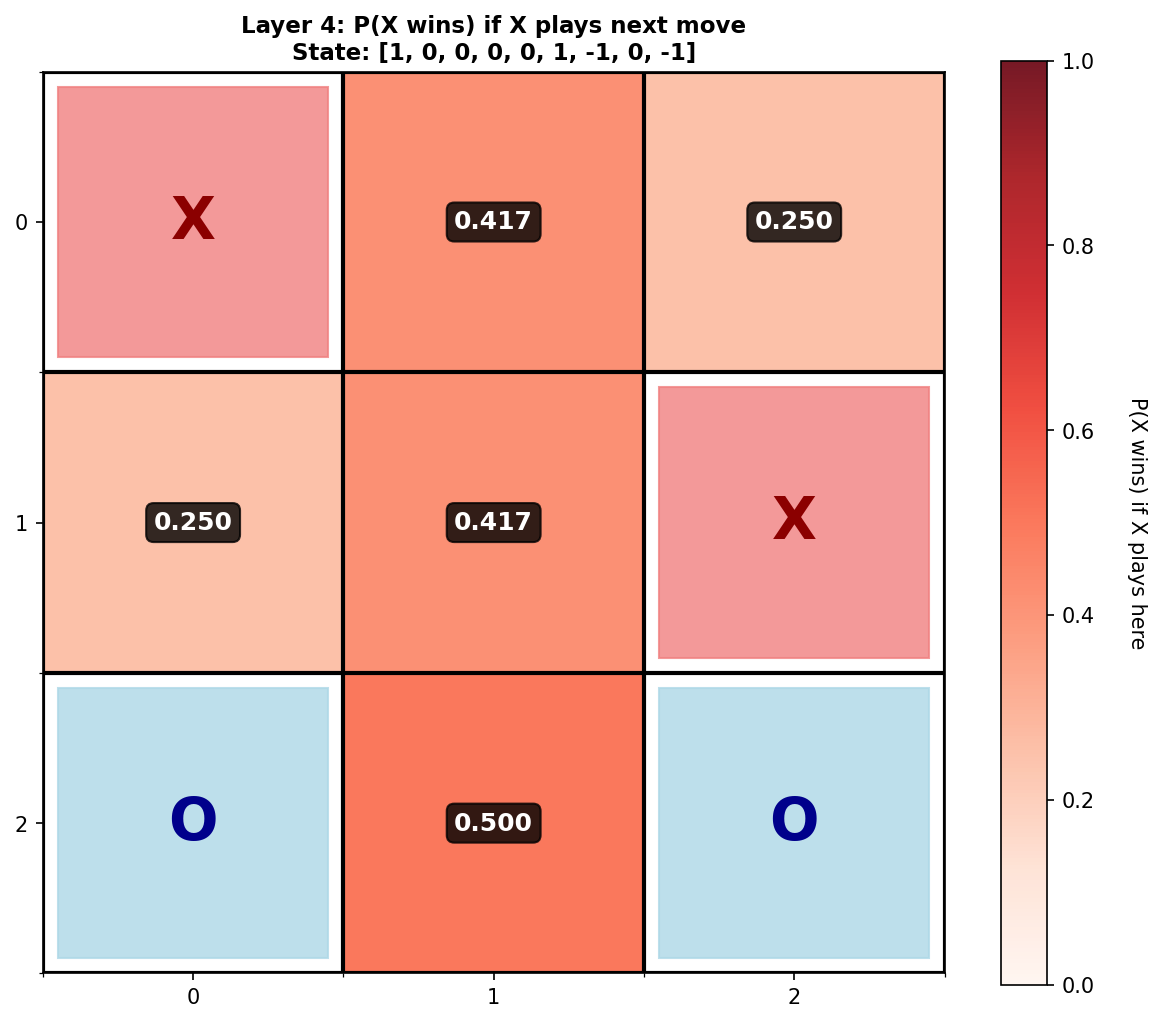 Layer 4: P(X wins) if X plays next move
State: [1, 0, 0, 0, 0, 1, -1, 0, -1]
0
X
0.417
0.250
1
0.250
0.417
X
2
O
0.500
O
0
1
2
1.0
0.8
0.6
0.4
0.2
0.0
P(X wins) if X plays here